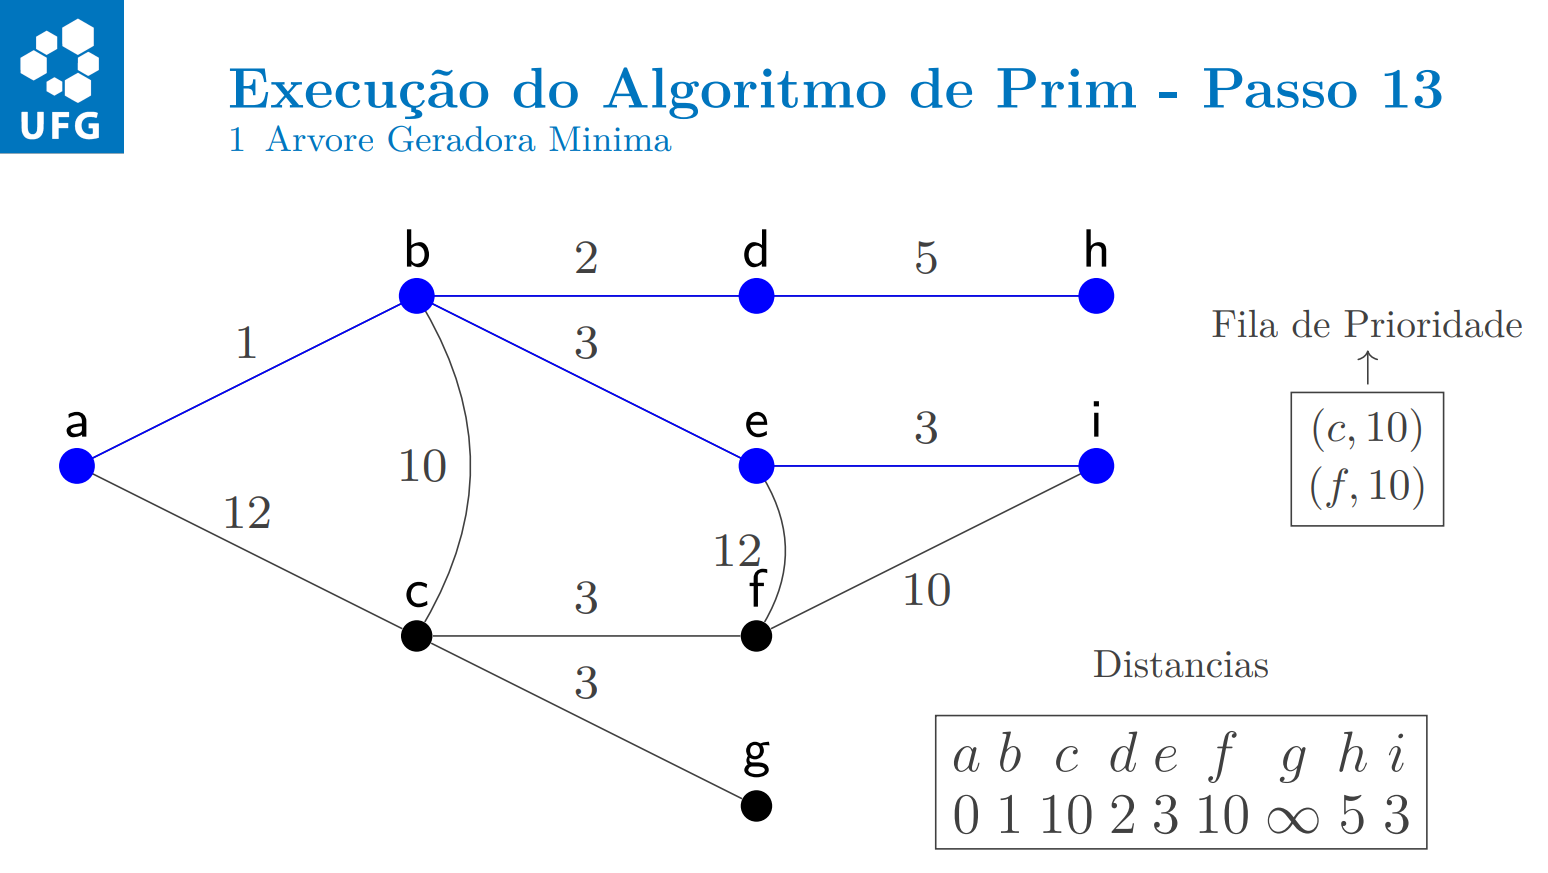 UFG
Execução do Algoritmo de Prim - Passo 13
1 Arvore Geradora Minima
b
2
d
5
h
1
3
Fila de Prioridade
↑
a
e
3
i
(c, 10)
10
(f, 10)
12
12
c
3
f
10
3
Distancias
g
a b c d e f g h i
0 1 10 2 3 10 ∞ 5 3